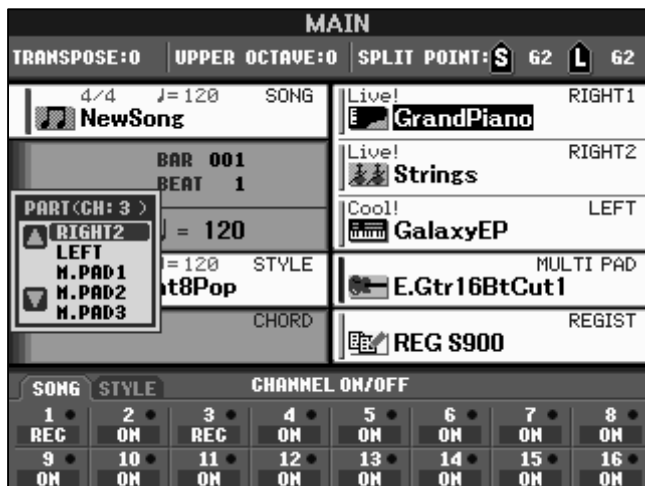 MAIN
TRANSPOSE:0 UPPER OCTAVE:0 SPLIT POINT: S G2 L G2
4/4 ♩=120 SONG
NewSong
BAR 001
BEAT 1
♩ = 120
PART(CH: 3 )
RIGHT2
LEFT
M.PAD1
M.PAD2
M.PAD3
=120 STYLE
t8Pop
CHORD
Live! RIGHT1
GrandPiano
Live! RIGHT2
Strings
Cool! LEFT
GalaxyEP
MULTI PAD
E.Gtr16BtCut1
REGIST
REG S900
SONG STYLE CHANNEL ON/OFF
1 2 3 4 5 6 7 8
REC ON REC ON ON ON ON ON
9 10 11 12 13 14 15 16
ON ON ON ON ON ON ON ON